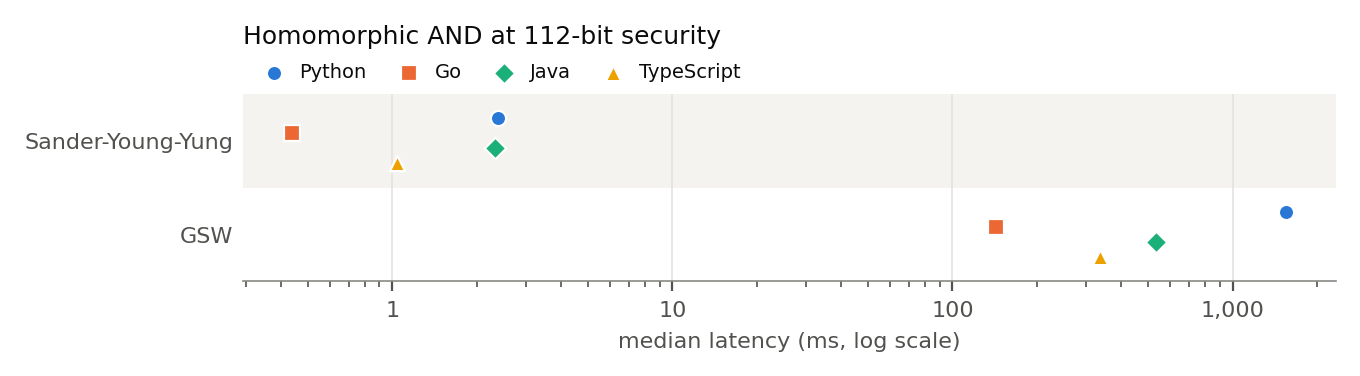 Homomorphic AND at 112-bit security
Python Go Java TypeScript
Sander-Young-Yung
GSW
1 10 100 1,000
median latency (ms, log scale)